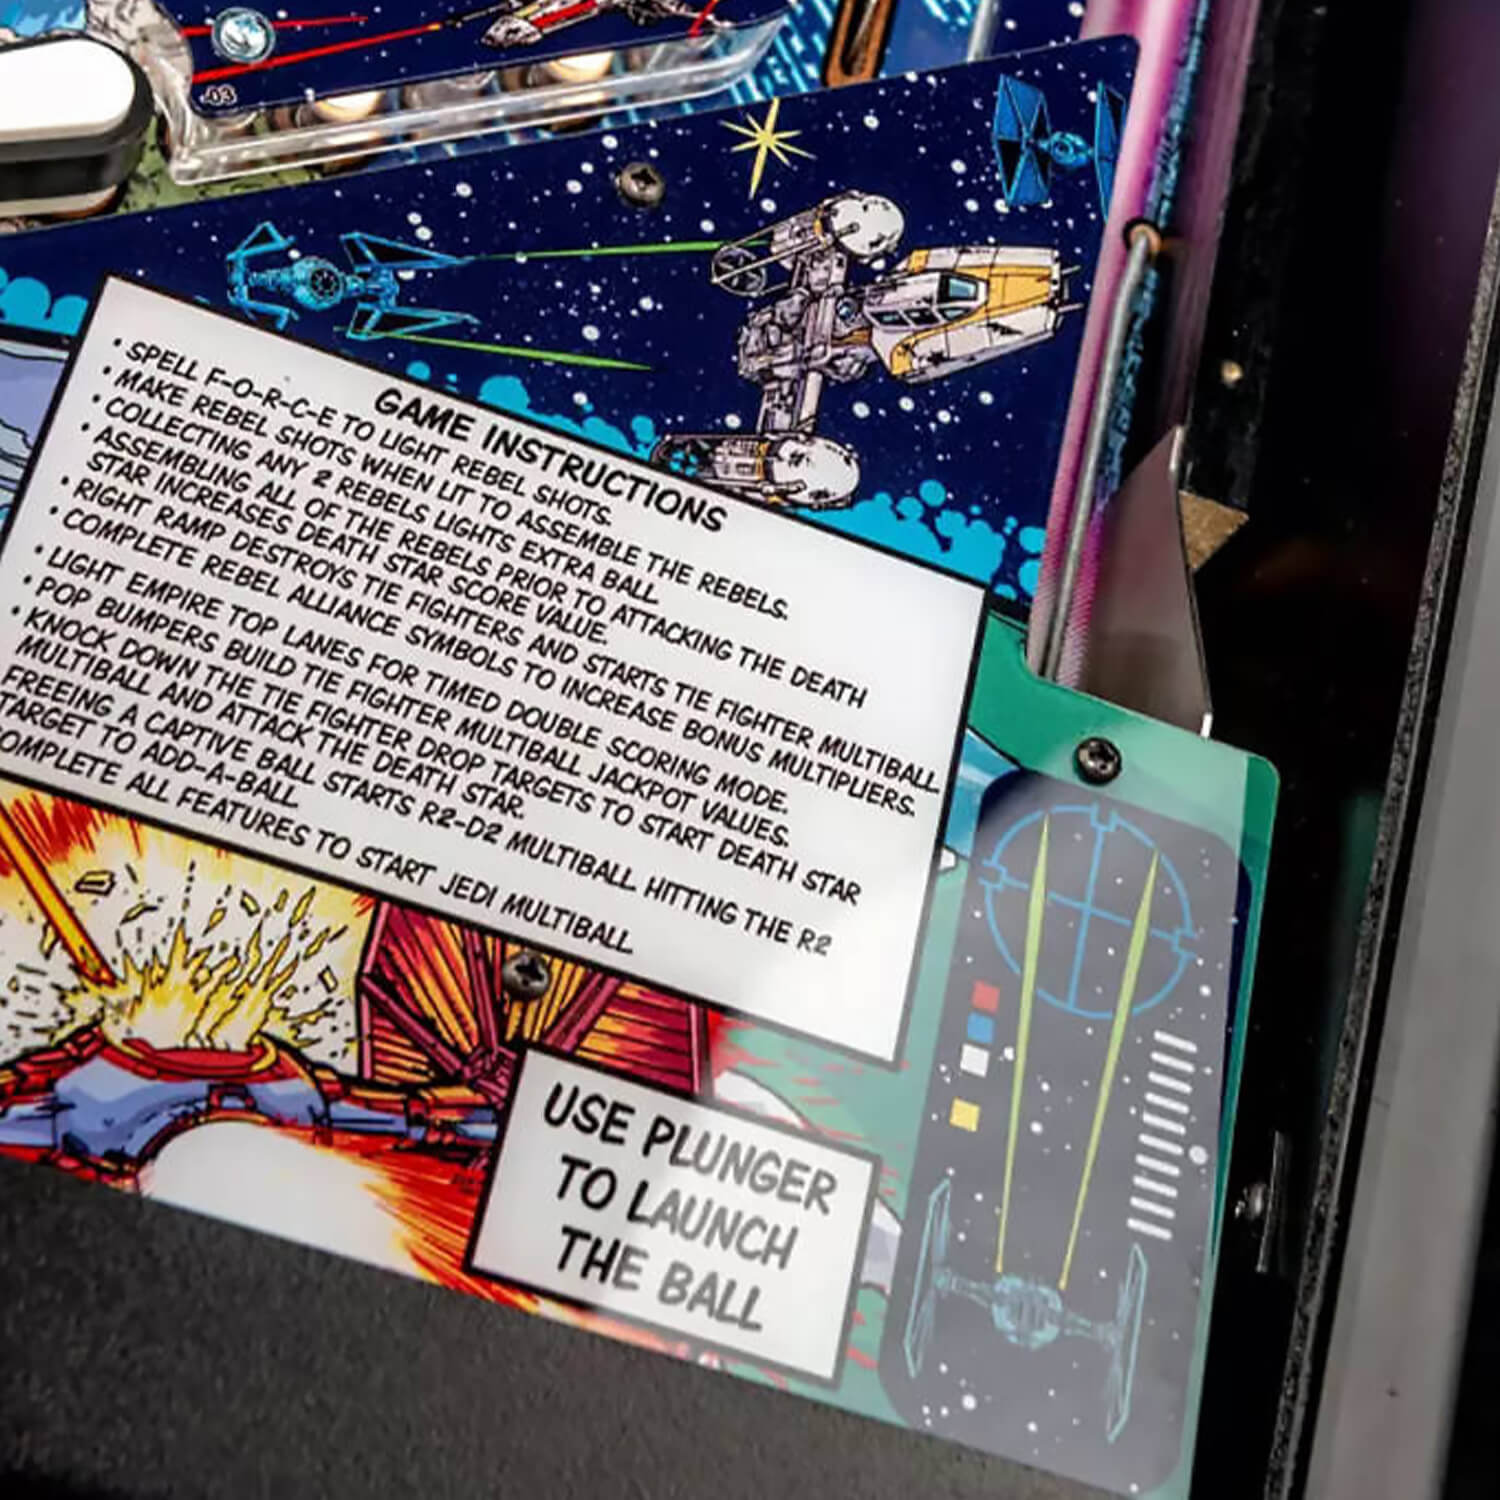 -03
GAME INSTRUCTIONS
• SPELL F-O-R-C-E TO LIGHT REBEL SHOTS.
• MAKE REBEL SHOTS WHEN LIT TO ASSEMBLE THE REBELS.
• COLLECTING ANY 2 REBELS LIGHTS EXTRA BALL.
• ASSEMBLING ALL OF THE REBELS PRIOR TO ATTACKING THE DEATH
STAR INCREASES DEATH STAR SCORE VALUE.
• RIGHT RAMP DESTROYS TIE FIGHTERS AND STARTS TIE FIGHTER MULTIBALL.
• COMPLETE REBEL ALLIANCE SYMBOLS TO INCREASE BONUS MULTIPLIERS.
• LIGHT EMPIRE TOP LANES FOR TIMED DOUBLE SCORING MODE.
• POP BUMPERS BUILD TIE FIGHTER MULTIBALL JACKPOT VALUES.
• KNOCK DOWN THE TIE FIGHTER DROP TARGETS TO START DEATH STAR
MULTIBALL AND ATTACK THE DEATH STAR.
FREEING A CAPTIVE BALL STARTS R2-D2 MULTIBALL. HITTING THE R2
TARGET TO ADD-A-BALL.
OMPLETE ALL FEATURES TO START JEDI MULTIBALL.
USE PLUNGER
TO LAUNCH
THE BALL